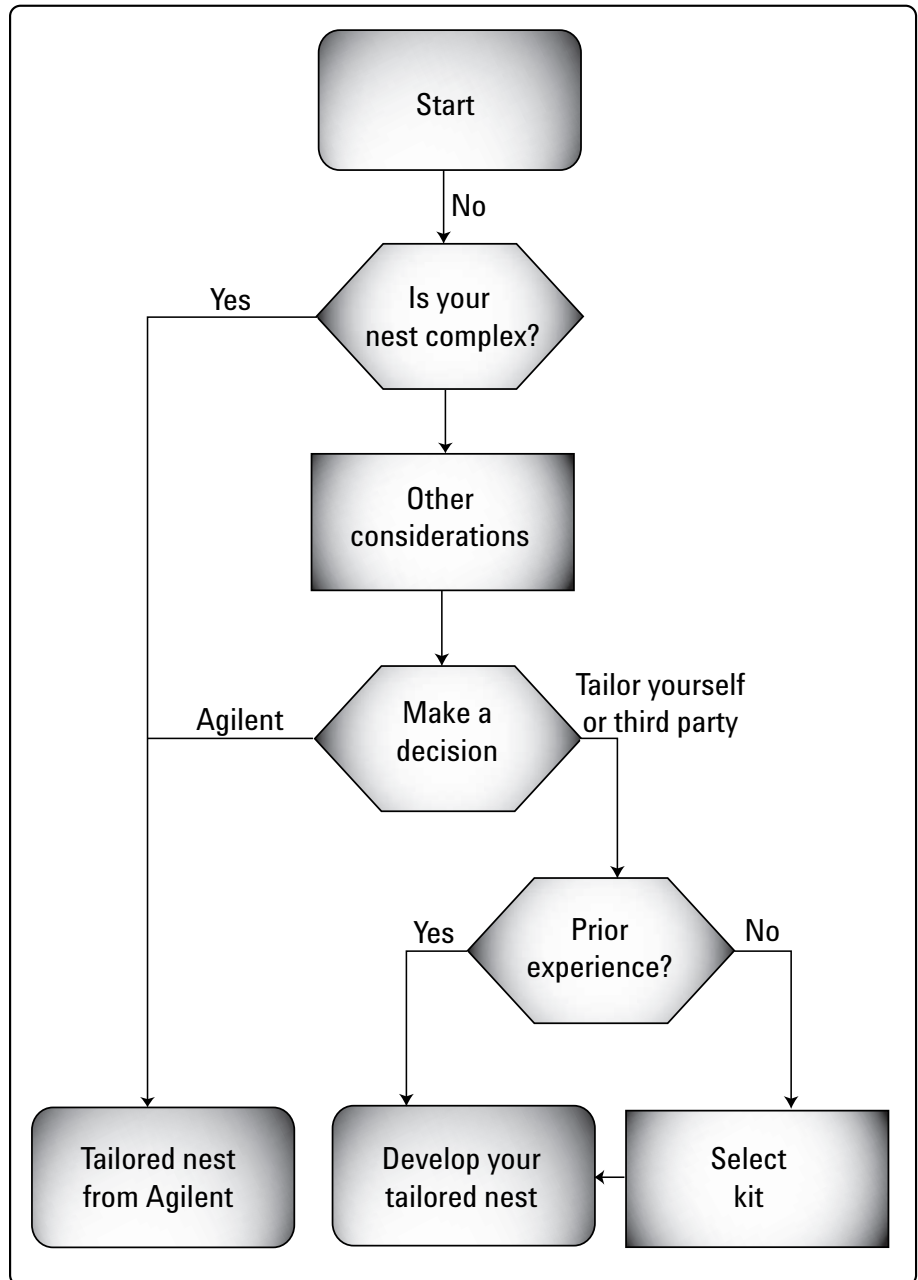 Start
No
Yes
Is your
nest complex?
Other
considerations
Agilent
Make a
decision
Tailor yourself
or third party
Yes
Prior
experience?
No
Tailored nest
from Agilent
Develop your
tailored nest
Select
kit